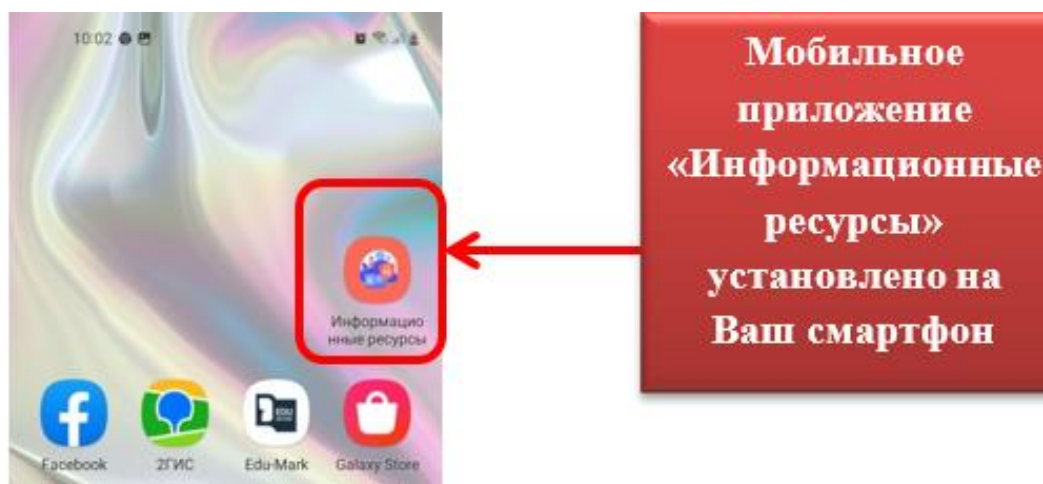 10:02
Мобильное
приложение
«Информационные
ресурсы»
установлено на
Ваш смартфон
Информацио
нные ресурсы
EDU
Facebook
2ГИС
Edu-Mark
Galaxy Store